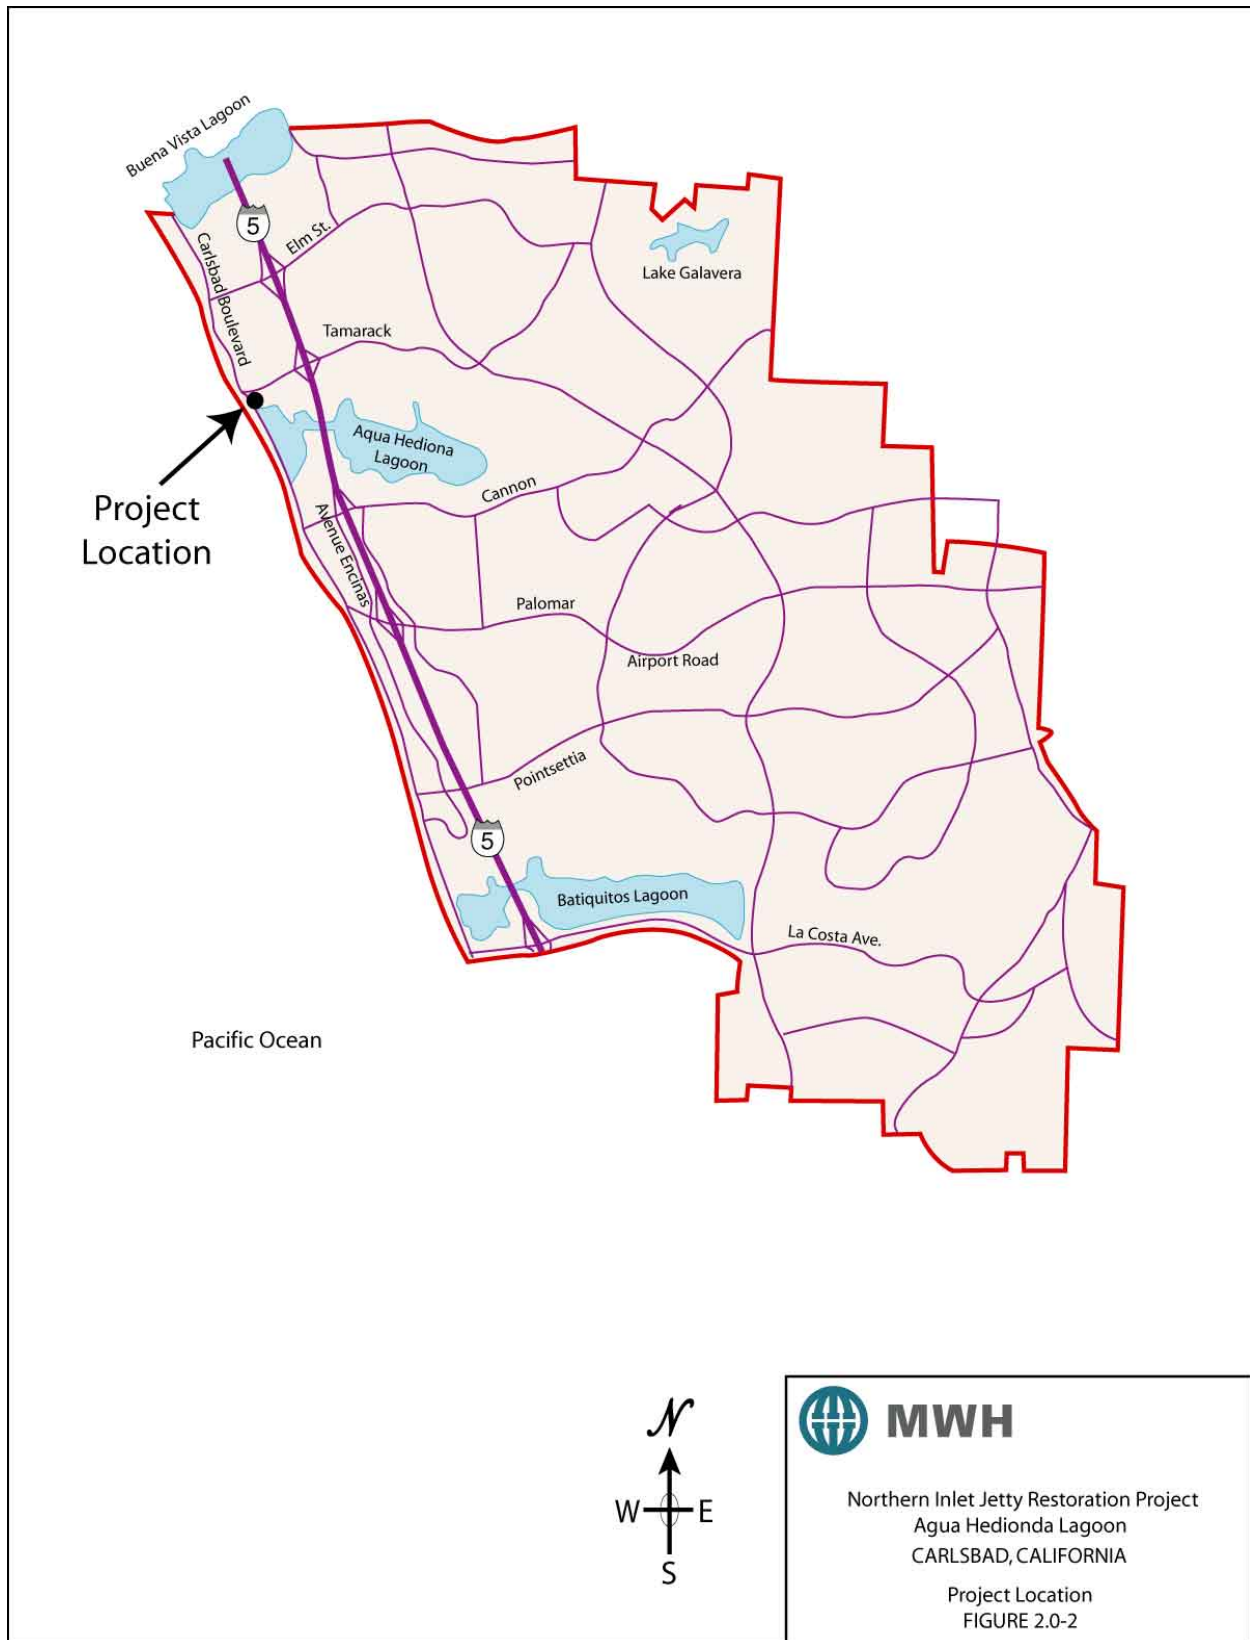 Buena Vista Lagoon
5
Elm St.
Carlsbad Boulevard
Lake Galavera
Tamarack
Aqua Hediona
Lagoon
Project
Location
Cannon
Avenue Encinas
Palomar
Airport Road
Pointsettia
5
Batiquitos Lagoon
La Costa Ave.
Pacific Ocean
N
W E
S
MWH
Northern Inlet Jetty Restoration Project
Agua Hedionda Lagoon
CARLSBAD, CALIFORNIA
Project Location
FIGURE 2.0-2